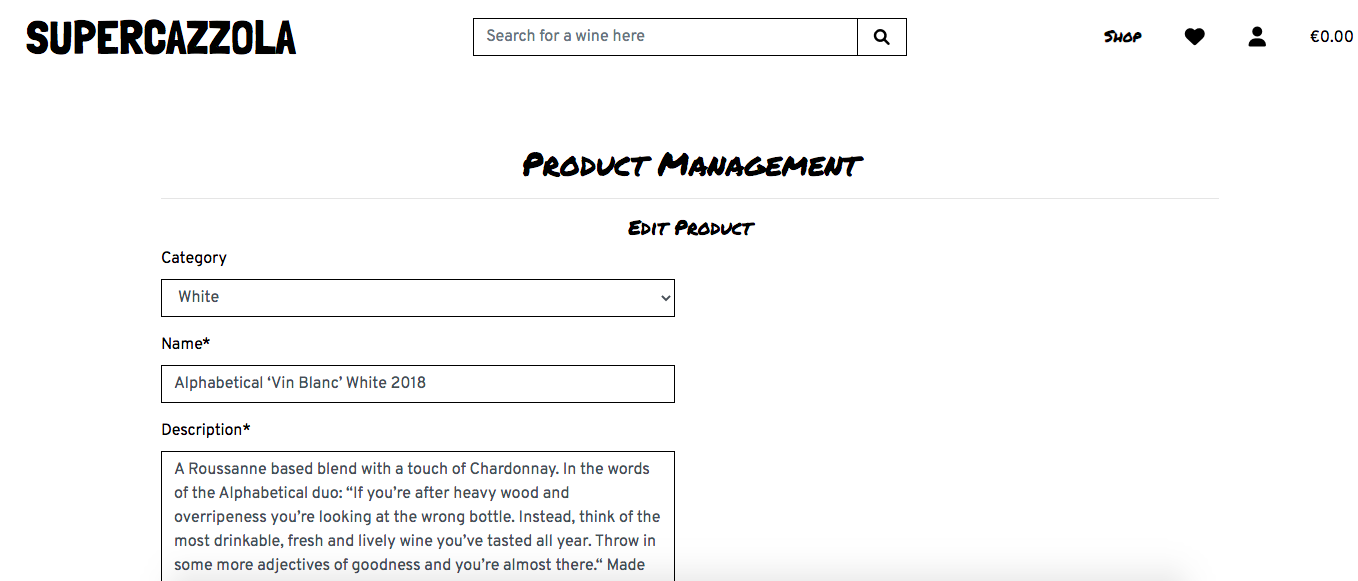 SUPERCAZZOLA
Search for a wine here
Shop
€0.00
Product Management
Edit Product
Category
White
Name*
Alphabetical ‘Vin Blanc’ White 2018
Description*
A Roussanne based blend with a touch of Chardonnay. In the words
of the Alphabetical duo: “If you’re after heavy wood and
overripeness you’re looking at the wrong bottle. Instead, think of the
most drinkable, fresh and lively wine you’ve tasted all year. Throw in
some more adjectives of goodness and you’re almost there.“ Made